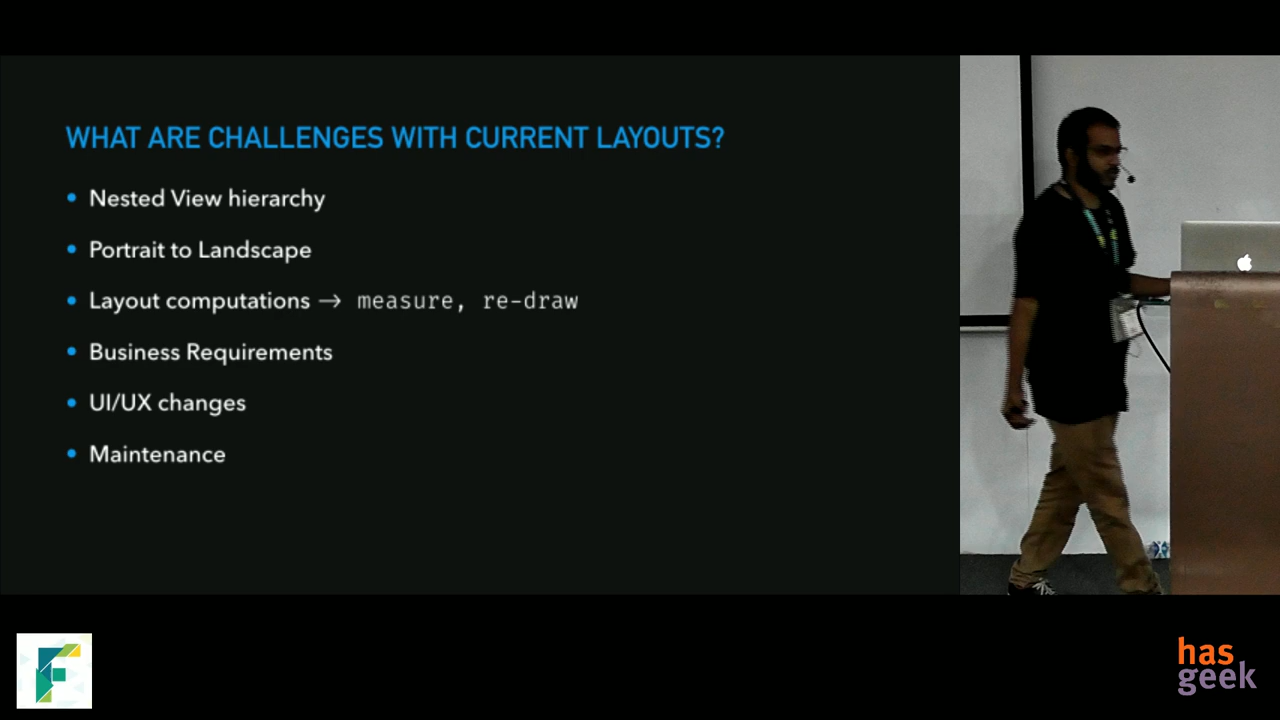 WHAT ARE CHALLENGES WITH CURRENT LAYOUTS?
• Nested View hierarchy
• Portrait to Landscape
• Layout computations → measure, re-draw
• Business Requirements
• UI/UX changes
• Maintenance
F
has
geek